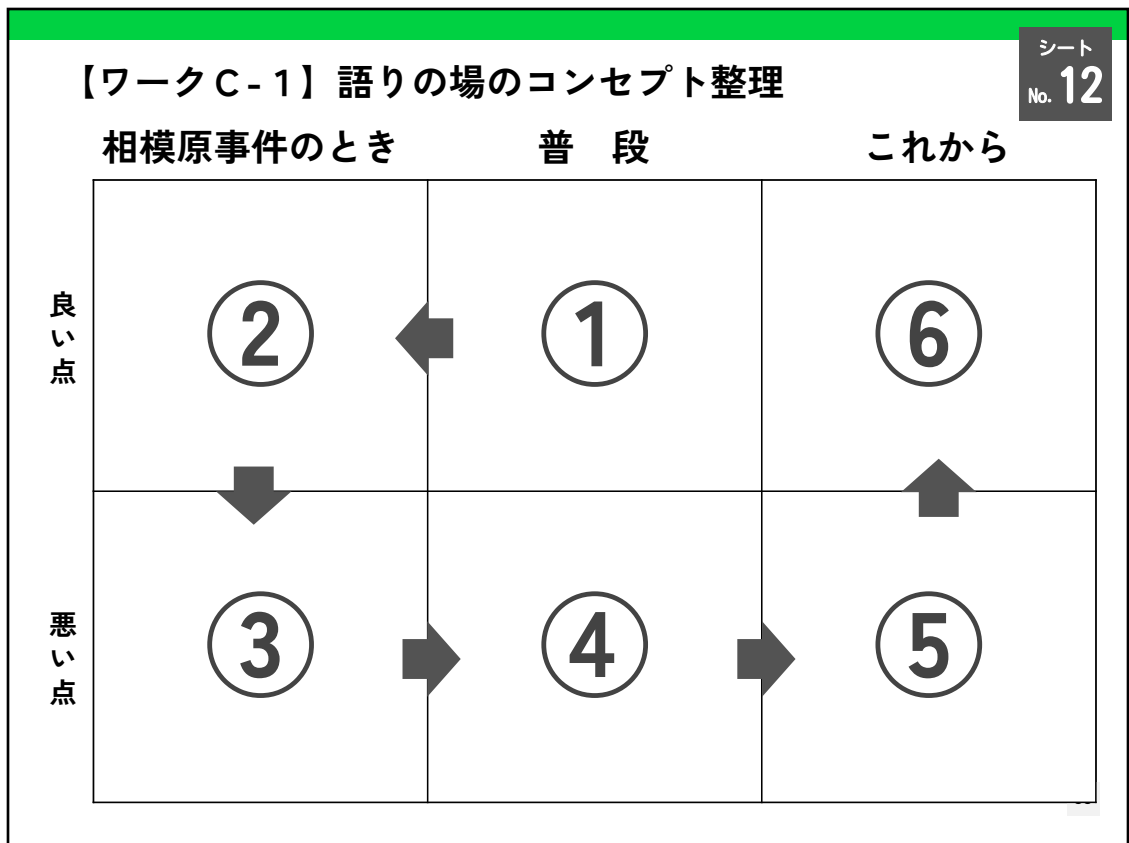 シート
No. 12
【ワークC-1】語りの場のコンセプト整理
相模原事件のとき
普 段
これから
良い点
②
①
⑥
悪い点
③
④
⑤